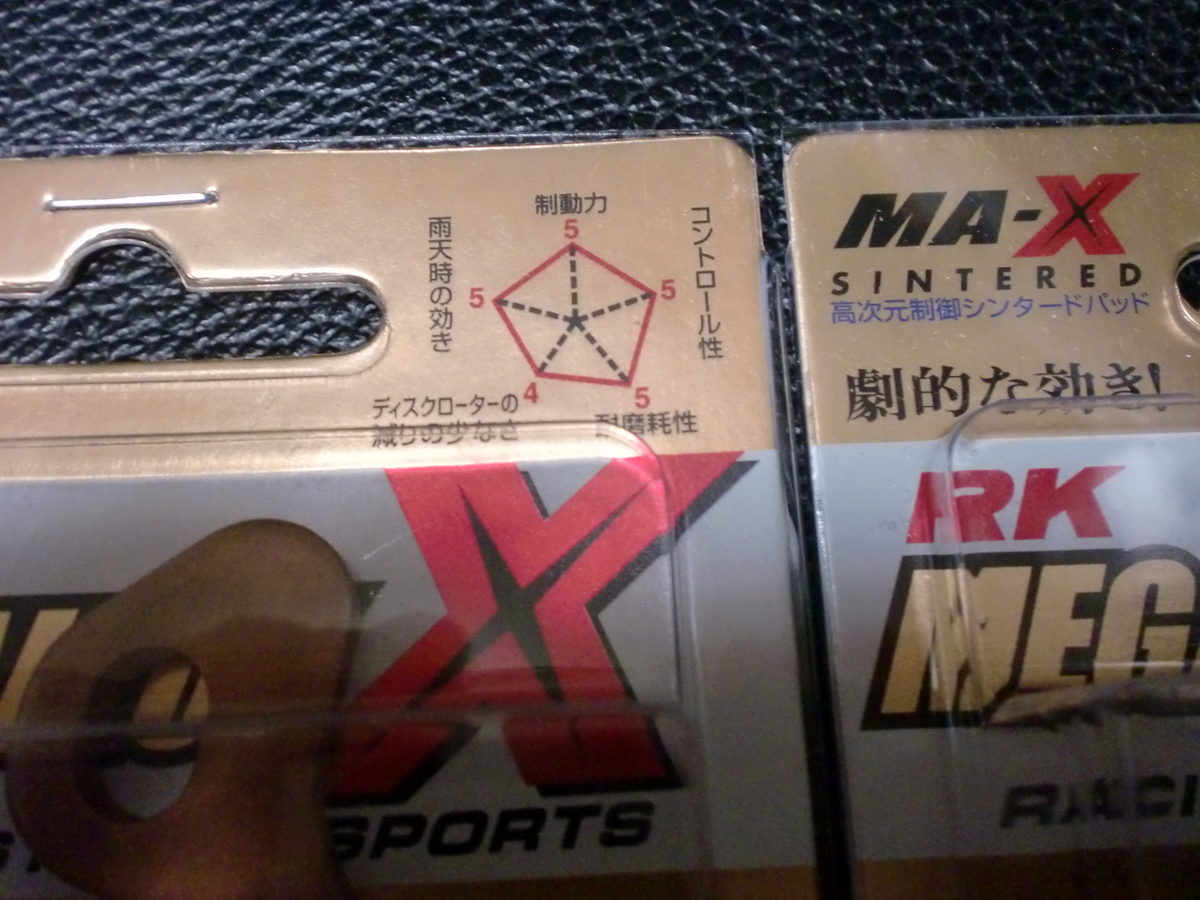 制動力
5
雨天時の効き
コントロール性
5
5
4
5
ディスクローターの
減りの少なさ
耐磨耗性
X
SPORTS
MA-X
SINTERED
高次元制御シンタードパッド
劇的な効き!
RK
MEG
RACI